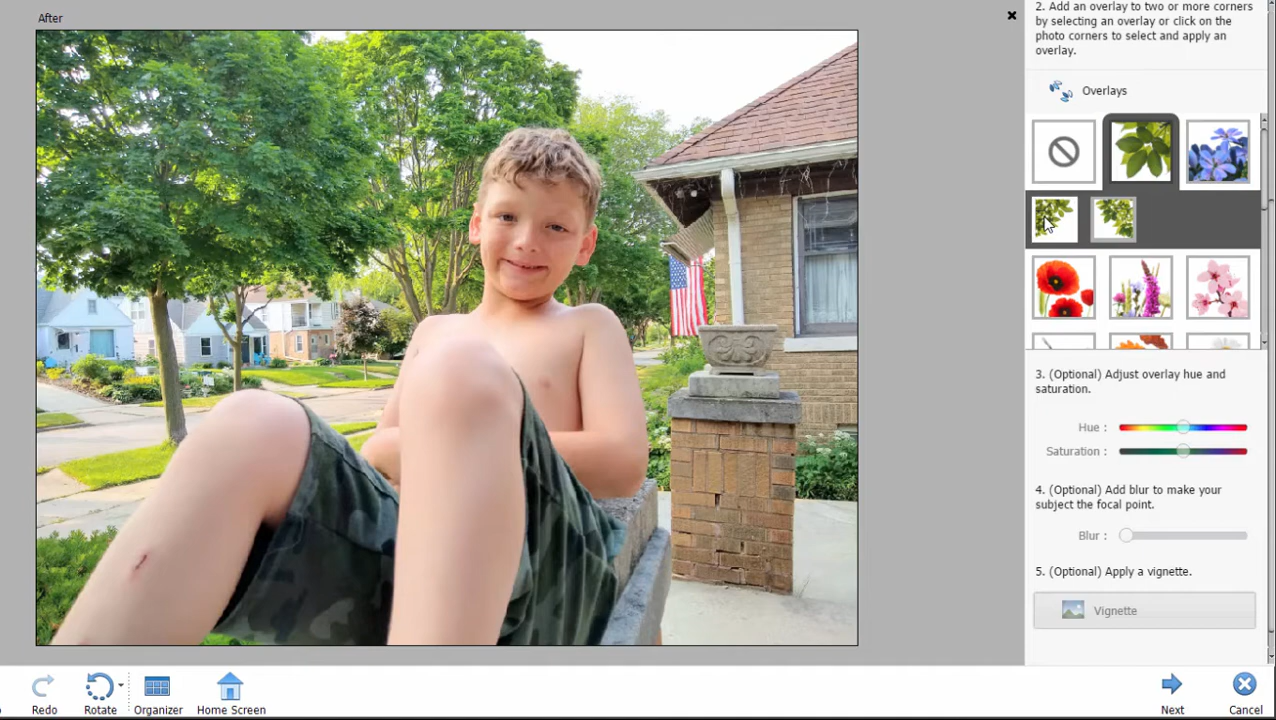 After
2. Add an overlay to two or more corners
by selecting an overlay or click on the
photo corners to select and apply an
overlay.
Overlays
3. (Optional) Adjust overlay hue and
saturation.
Hue :
Saturation :
4. (Optional) Add blur to make your
subject the focal point.
Blur :
5. (Optional) Apply a vignette.
Vignette
Redo
Rotate
Organizer
Home Screen
Next
Cancel